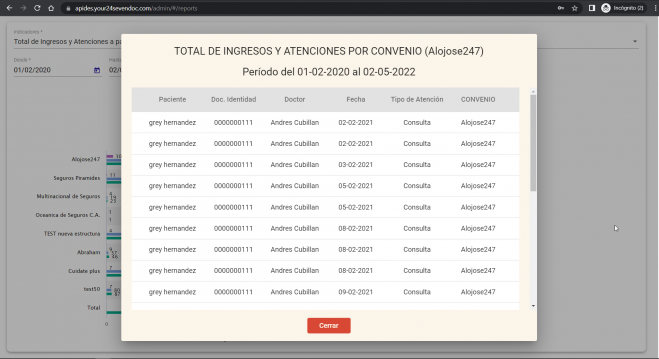 apides.your24sevendoc.com/admin/#/reports
Incógnito (2)
Indicadores *
Total de Ingresos y Atenciones a pa
Desde *
01/02/2020
02/0
TOTAL DE INGRESOS Y ATENCIONES POR CONVENIO (Alojose247)
Período del 01-02-2020 al 02-05-2022
Paciente Doc. Identidad Doctor Fecha Tipo de Atención CONVENIO
grey hernandez 0000000111 Andres Cubillan 02-02-2021 Consulta Alojose247
grey hernandez 0000000111 Andres Cubillan 02-02-2021 Consulta Alojose247
grey hernandez 0000000111 Andres Cubillan 03-02-2021 Consulta Alojose247
grey hernandez 0000000111 Andres Cubillan 05-02-2021 Consulta Alojose247
grey hernandez 0000000111 Andres Cubillan 05-02-2021 Consulta Alojose247
grey hernandez 0000000111 Andres Cubillan 08-02-2021 Consulta Alojose247
grey hernandez 0000000111 Andres Cubillan 08-02-2021 Consulta Alojose247
grey hernandez 0000000111 Andres Cubillan 08-02-2021 Consulta Alojose247
grey hernandez 0000000111 Andres Cubillan 09-02-2021 Consulta Alojose247
Cerrar
Alojose247
Seguros Piramides
Multinacional de Seguros
Oceanica de Seguros C.A.
TEST nueva estructura
Abraham
Cuidate plus
test50
Total
0